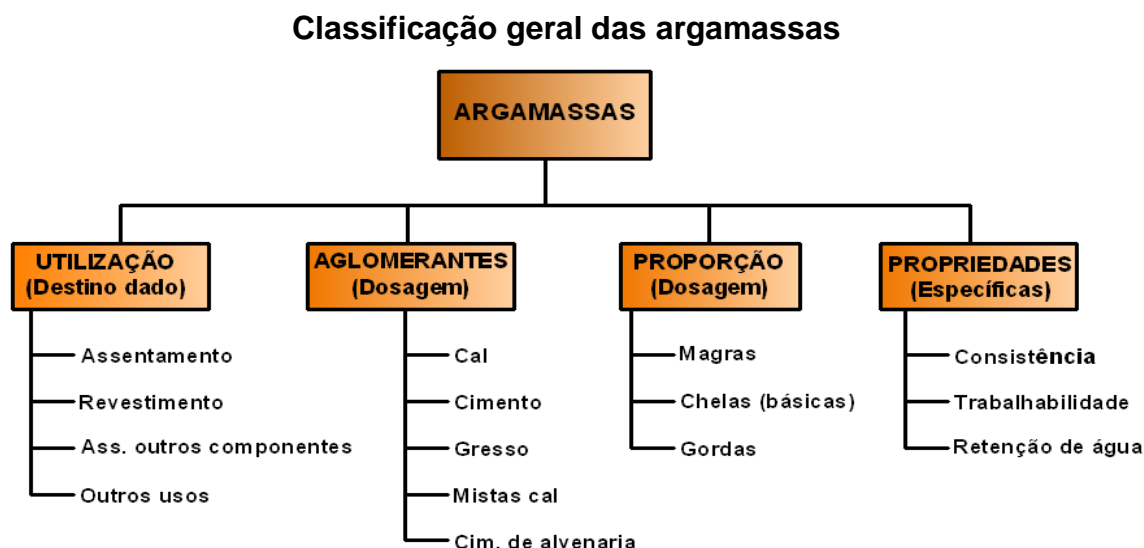 Classificação geral das argamassas
ARGAMASSAS
UTILIZAÇÃO
(Destino dado)
Assentamento
Revestimento
Ass. outros componentes
Outros usos
AGLOMERANTES
(Dosagem)
Cal
Cimento
Gresso
Mistas cal
Cim. de alvenaria
PROPORÇÃO
(Dosagem)
Magras
Chelas (básicas)
Gordas
PROPRIEDADES
(Específicas)
Consistência
Trabalhabilidade
Retenção de água